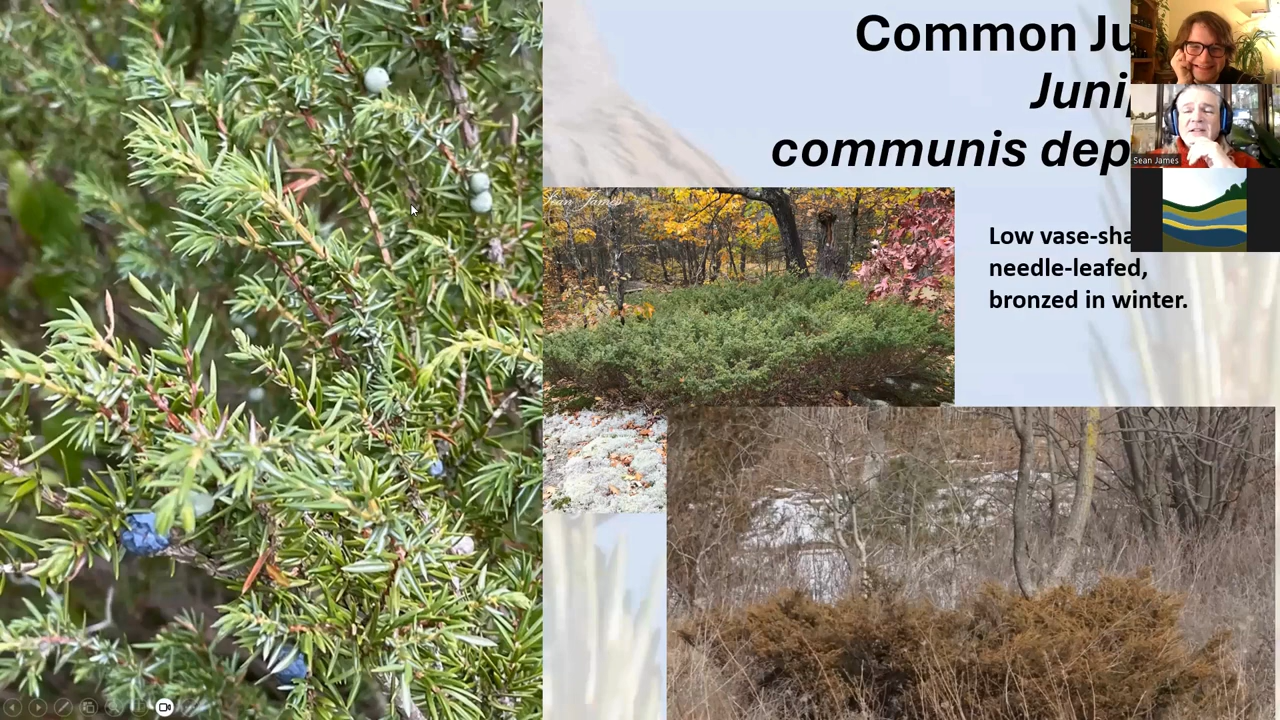 Common Ju
Juni
communis dep
Sean James
Sean James
Low vase-sha
needle-leafed,
bronzed in winter.